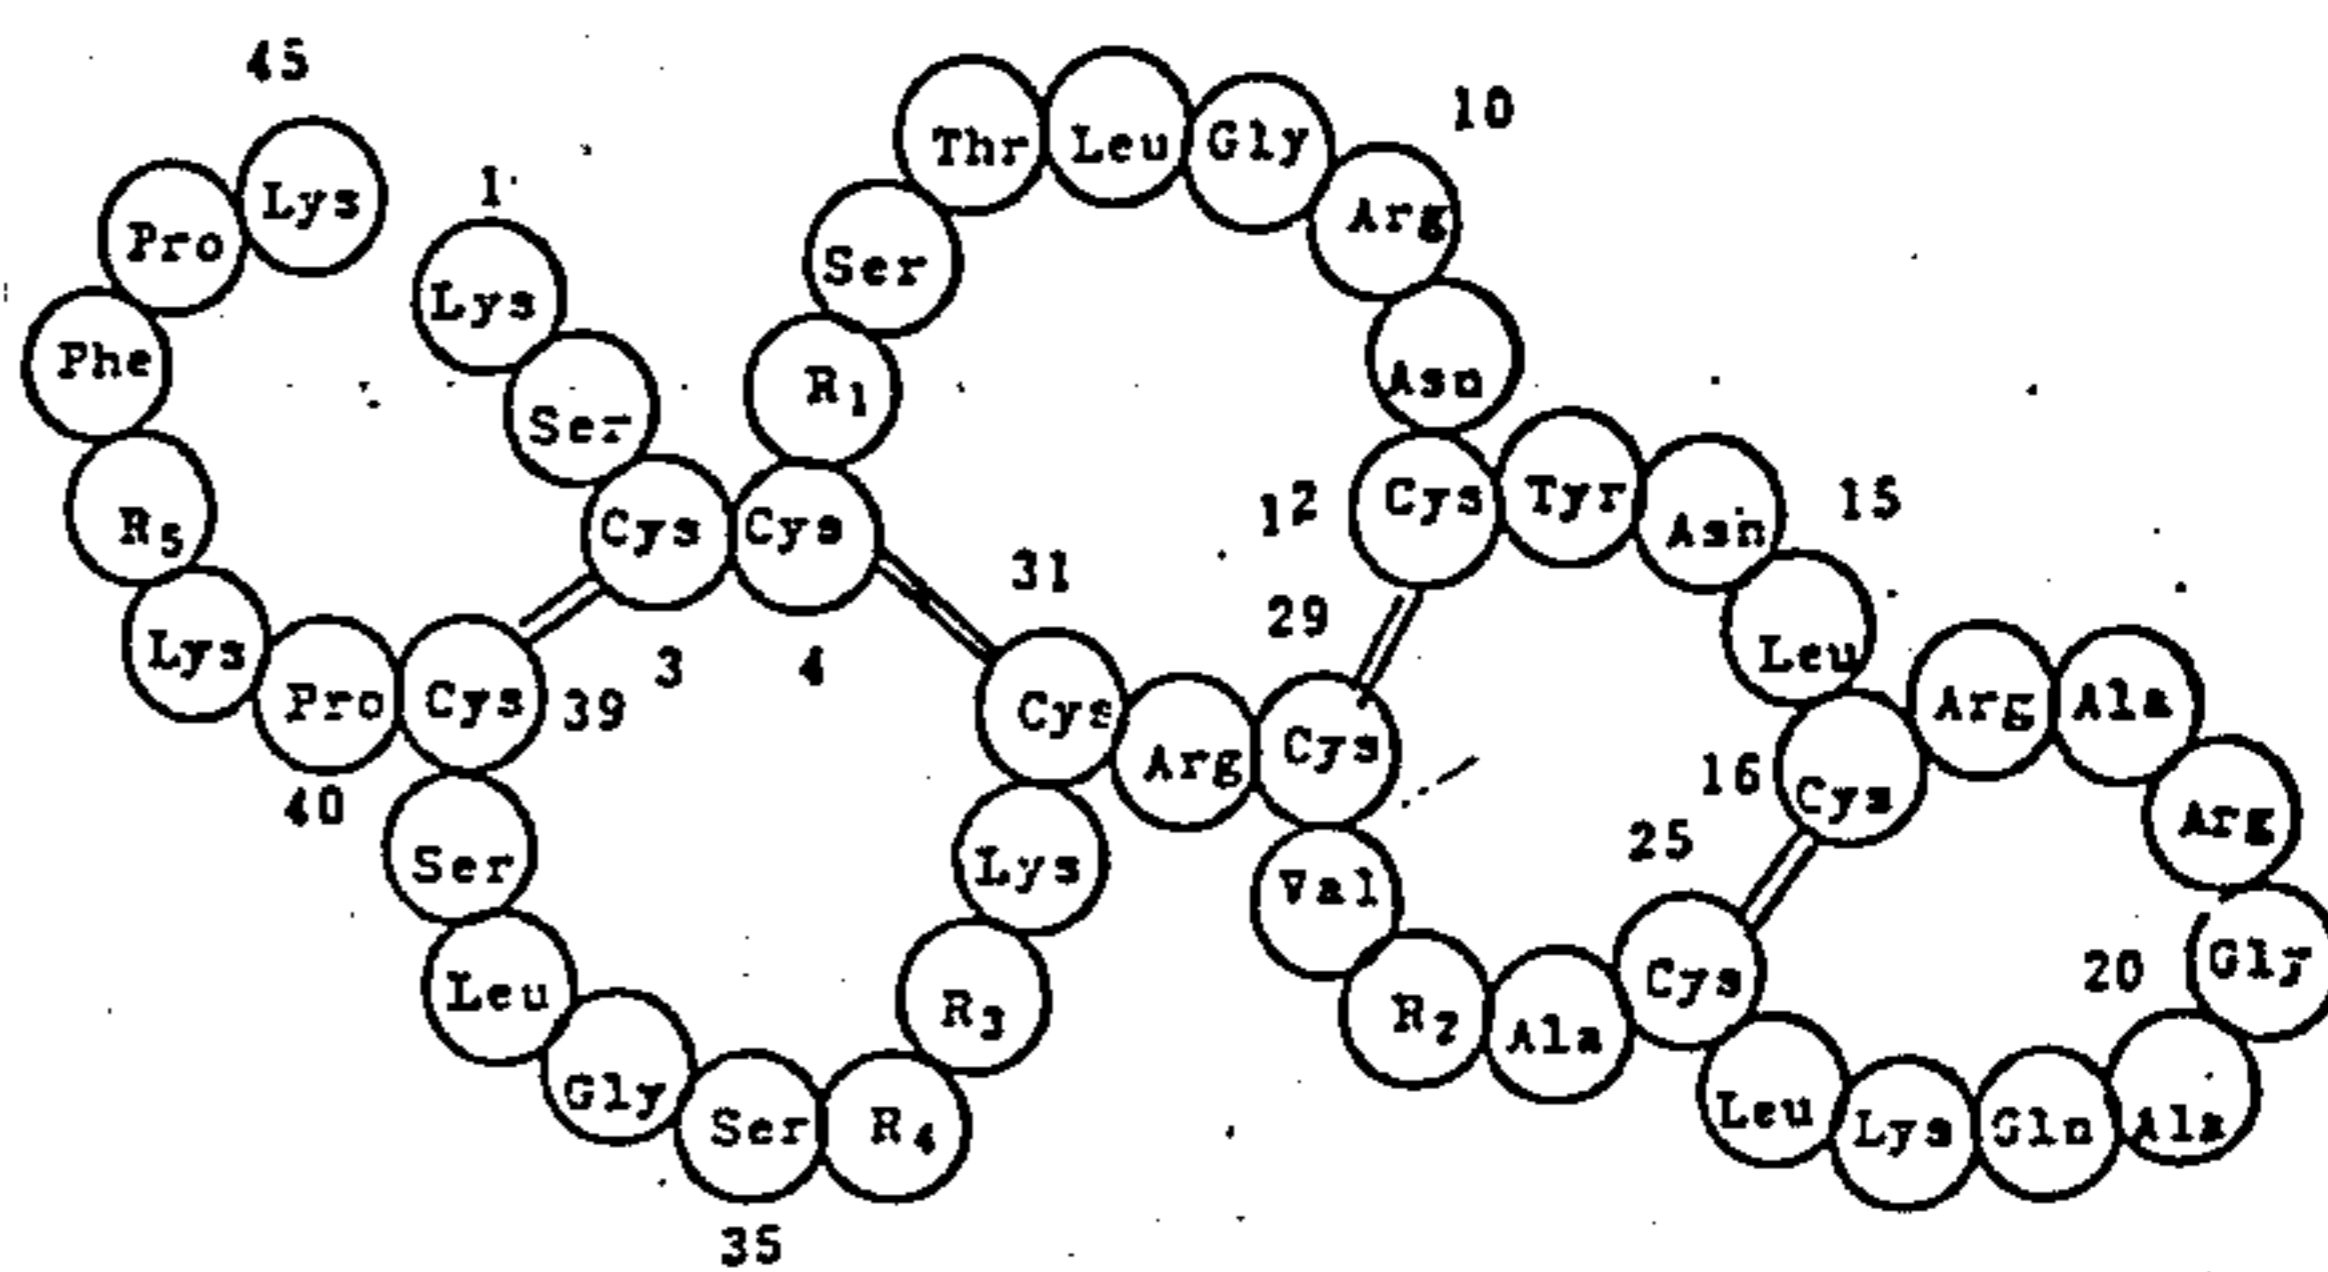 45
10
Thr Leu Gly
Lys
1
Arg
Pro
Lys
Ser
Phe
R1
Asn
Ser
12
Cys Tyr Asn
15
R5
Cys Cys
31
29
Lys
3
4
Leu
Pro Cys
39
Cys Arg Cys
16
Cys
Arg Ala
40
25
Arg
Ser
Lys
Val
20
Gly
Leu
R3
R2 Ala Cys
Gly
Ser R4
Leu Lys Gln Ala
35